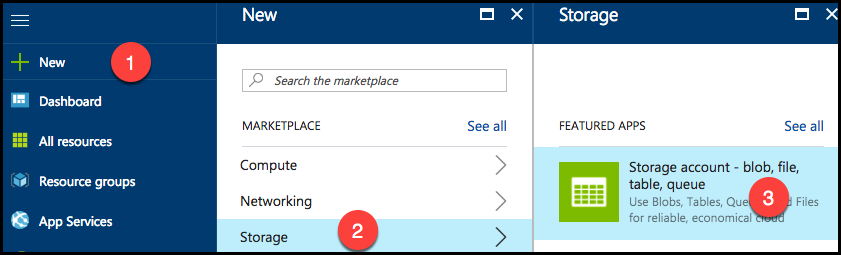 New
Dashboard
All resources
Resource groups
App Services
1
New
Search the marketplace
MARKETPLACE See all
Compute
Networking
Storage
2
Storage
FEATURED APPS See all
Storage account - blob, file,
table, queue
Use Blobs, Tables, Files
for reliable, economical cloud
3